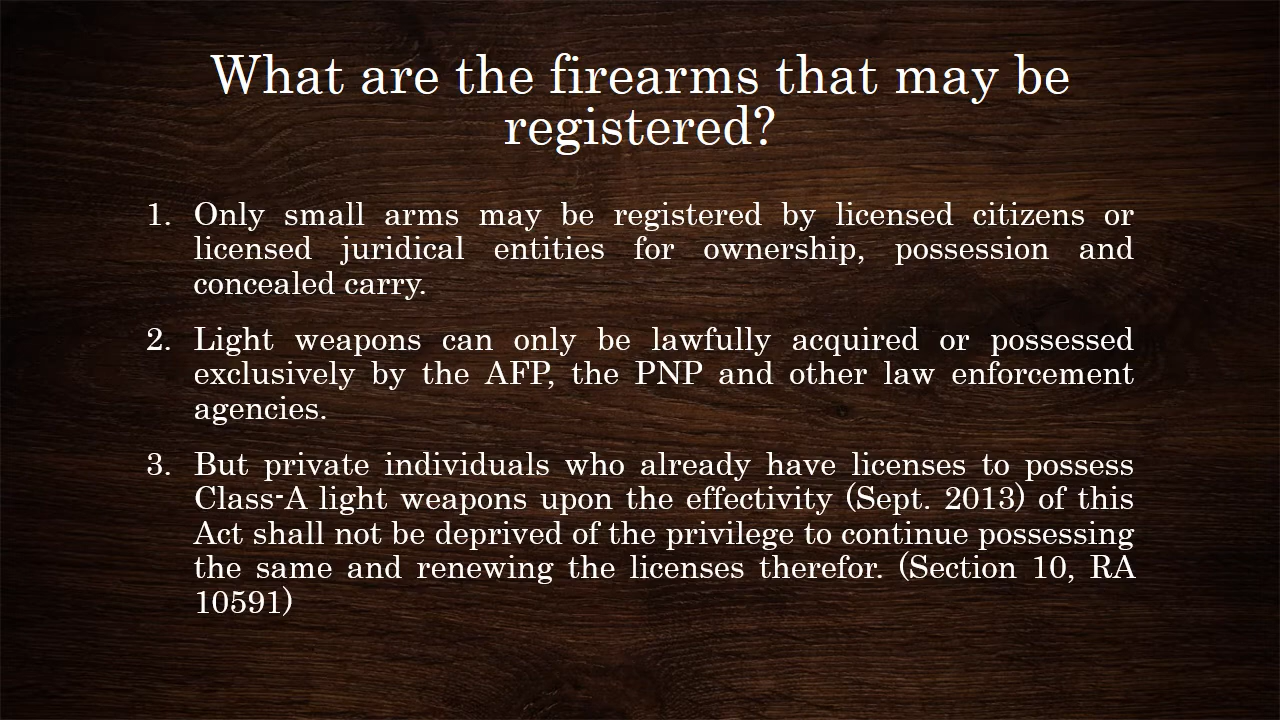 What are the firearms that may be
registered?
1. Only small arms may be registered by licensed citizens or
licensed juridical entities for ownership, possession and
concealed carry.
2. Light weapons can only be lawfully acquired or possessed
exclusively by the AFP, the PNP and other law enforcement
agencies.
3. But private individuals who already have licenses to possess
Class-A light weapons upon the effectivity (Sept. 2013) of this
Act shall not be deprived of the privilege to continue possessing
the same and renewing the licenses therefor. (Section 10, RA
10591)